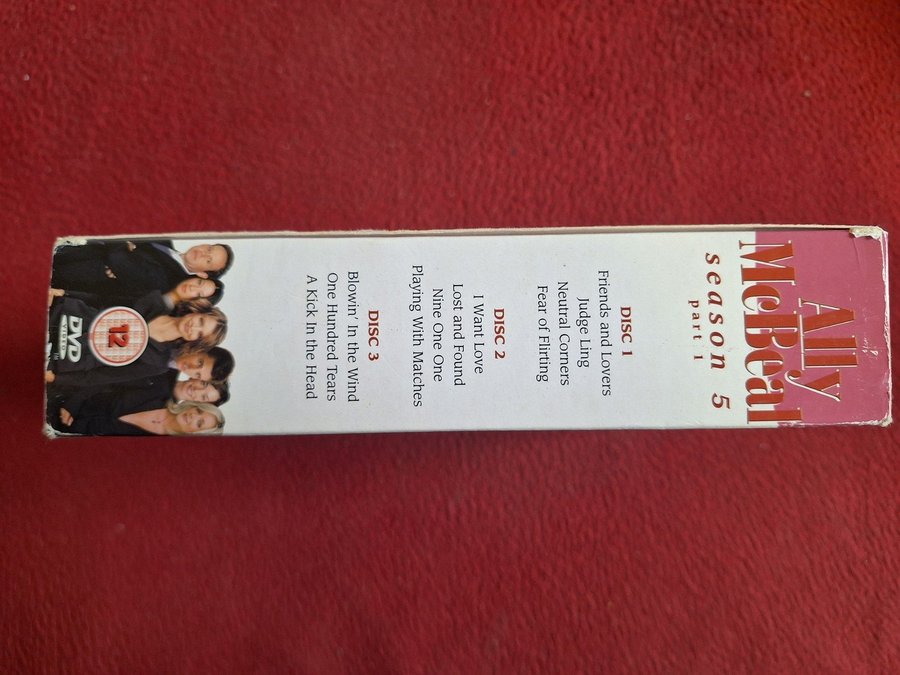 Ally
McBeal
season 5
part 1
DISC 1
Friends and Lovers
Judge Ling
Neutral Corners
Fear of Flirting
DISC 2
I Want Love
Lost and Found
Nine One One
Playing With Matches
DISC 3
Blowin' In the Wind
One Hundred Tears
A Kick In the Head
12
DVD
VIDEO